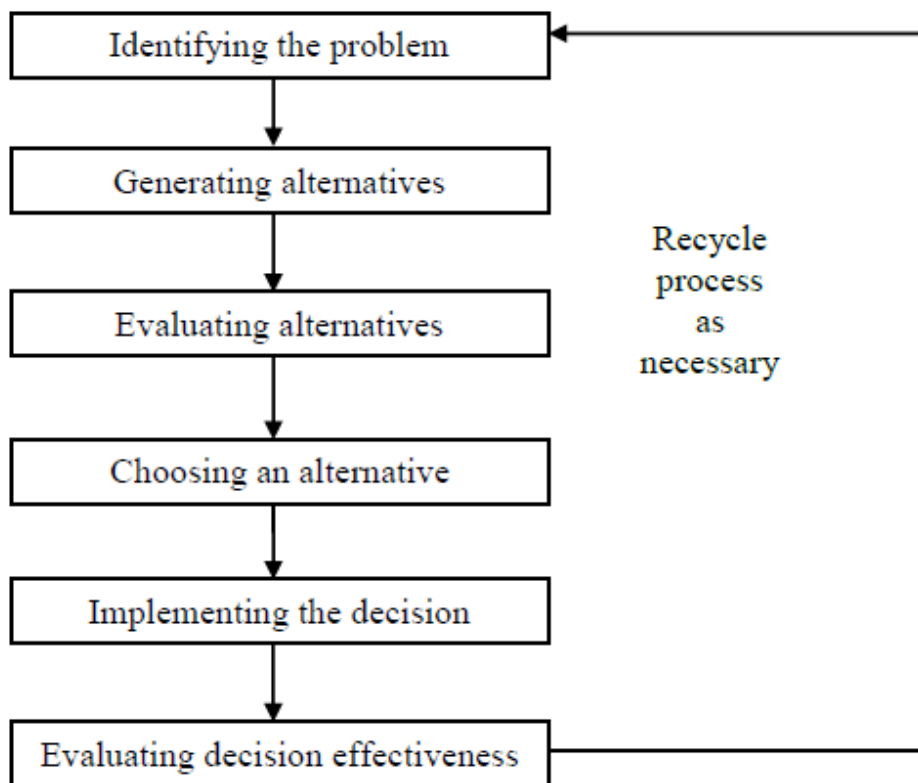 Identifying the problem
Generating alternatives
Evaluating alternatives
Choosing an alternative
Implementing the decision
Evaluating decision effectiveness
Recycle
process
as
necessary